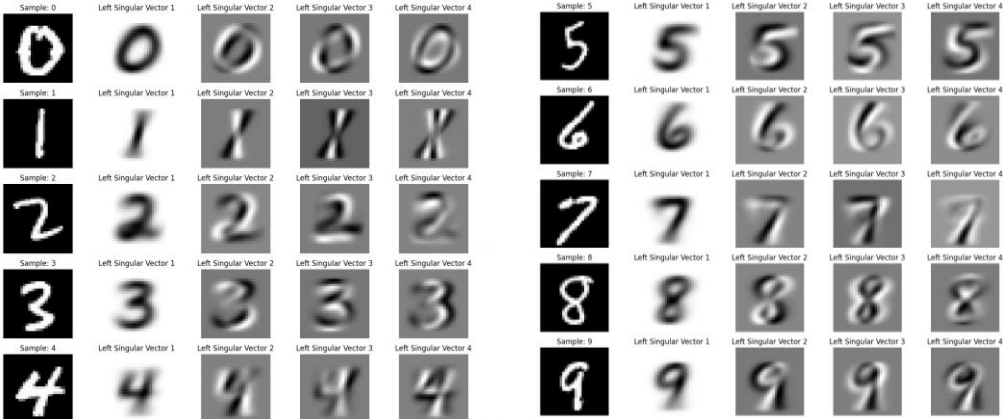 Sample: 0 Left Singular Vector 1 Left Singular Vector 2 Left Singular Vector 3 Left Singular Vector 4
Sample: 1 Left Singular Vector 1 Left Singular Vector 2 Left Singular Vector 3 Left Singular Vector 4
Sample: 2 Left Singular Vector 1 Left Singular Vector 2 Left Singular Vector 3 Left Singular Vector 4
Sample: 3 Left Singular Vector 1 Left Singular Vector 2 Left Singular Vector 3 Left Singular Vector 4
Sample: 4 Left Singular Vector 1 Left Singular Vector 2 Left Singular Vector 3 Left Singular Vector 4
Sample: 5 Left Singular Vector 1 Left Singular Vector 2 Left Singular Vector 3 Left Singular Vector 4
Sample: 6 Left Singular Vector 1 Left Singular Vector 2 Left Singular Vector 3 Left Singular Vector 4
Sample: 7 Left Singular Vector 1 Left Singular Vector 2 Left Singular Vector 3 Left Singular Vector 4
Sample: 8 Left Singular Vector 1 Left Singular Vector 2 Left Singular Vector 3 Left Singular Vector 4
Sample: 9 Left Singular Vector 1 Left Singular Vector 2 Left Singular Vector 3 Left Singular Vector 4